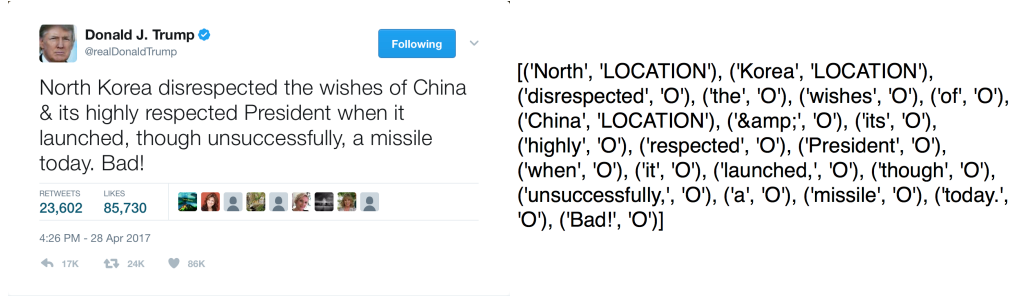 Donald J. Trump
@realDonaldTrump
Following
North Korea disrespected the wishes of China
& its highly respected President when it
launched, though unsuccessfully, a missile
today. Bad!
RETWEETS LIKES
23,602 85,730
4:26 PM - 28 Apr 2017
17K 24K 86K
[('North', 'LOCATION'), ('Korea', 'LOCATION'),
('disrespected', 'O'), ('the', 'O'), ('wishes', 'O'), ('of', 'O'),
('China', 'LOCATION'), ('&amp;', 'O'), ('its', 'O'),
('highly', 'O'), ('respected', 'O'), ('President', 'O'),
('when', 'O'), ('it', 'O'), ('launched,', 'O'), ('though', 'O'),
('unsuccessfully,', 'O'), ('a', 'O'), ('missile', 'O'), ('today.',
'O'), ('Bad!', 'O')]